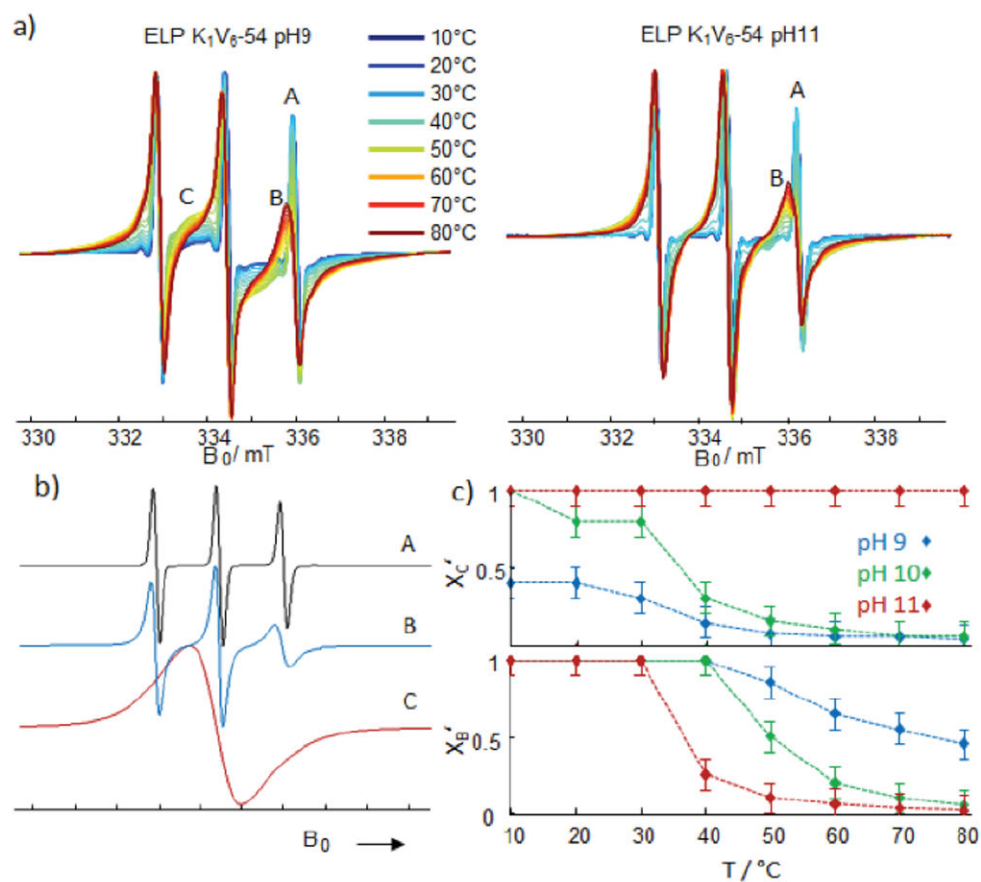 a)
ELP K₁V₆-54 pH9
10°C
20°C
30°C
40°C
50°C
60°C
70°C
80°C
ELP K₁V₆-54 pH11
A
B
C
A
B
330 332 334 336 338
B₀/ mT
330 332 334 336 338
B₀/ mT
b)
A
B
C
B₀
c)
1
0.5
X_C'
pH 9
pH 10
pH 11
1
0.5
0
X_B'
10 20 30 40 50 60 70 80
T / °C